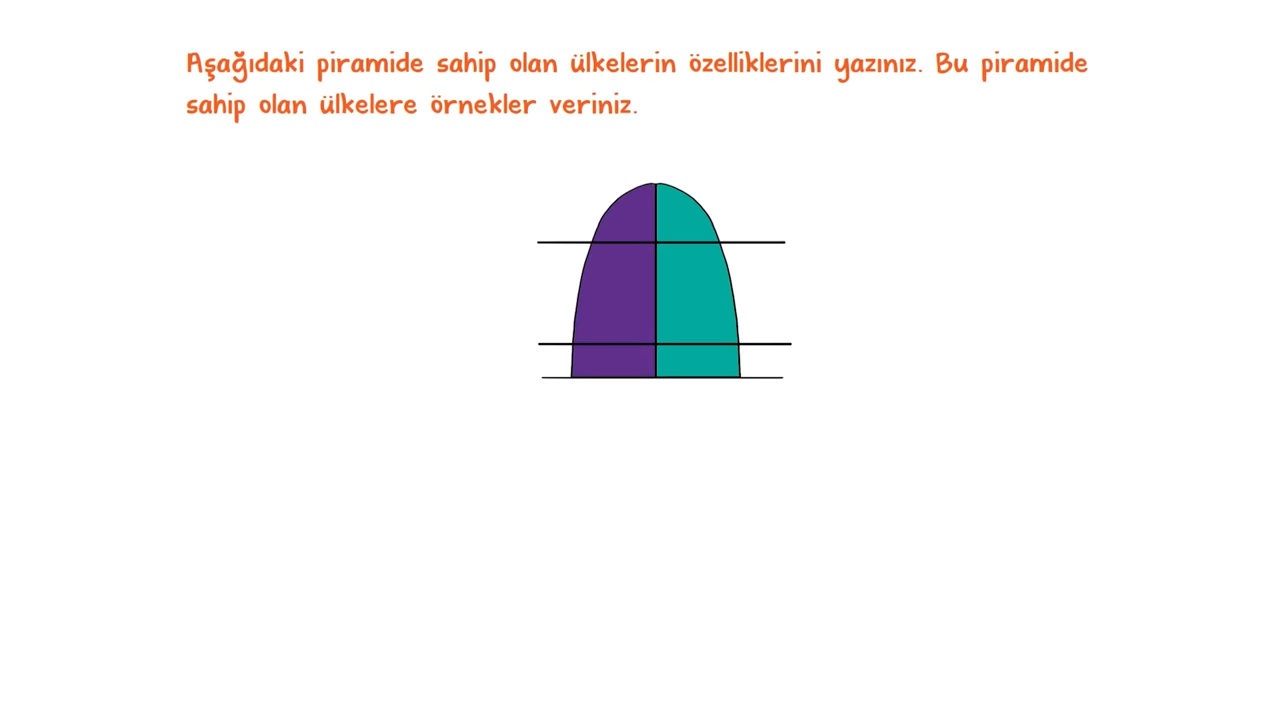 Aşağıdaki piramide sahip olan ülkelerin özelliklerini yazınız. Bu piramide
sahip olan ülkelere örnekler veriniz.